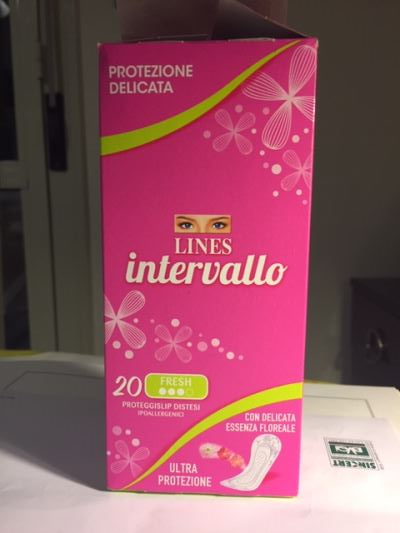 PROTEZIONE
DELICATA
LINES
intervallo
20 FRESH
PROTEGGISLIP DISTESI
IPOALLERGENICI
CON DELICATA
ESSENZA FLOREALE
ULTRA
PROTEZIONE
SINCERT